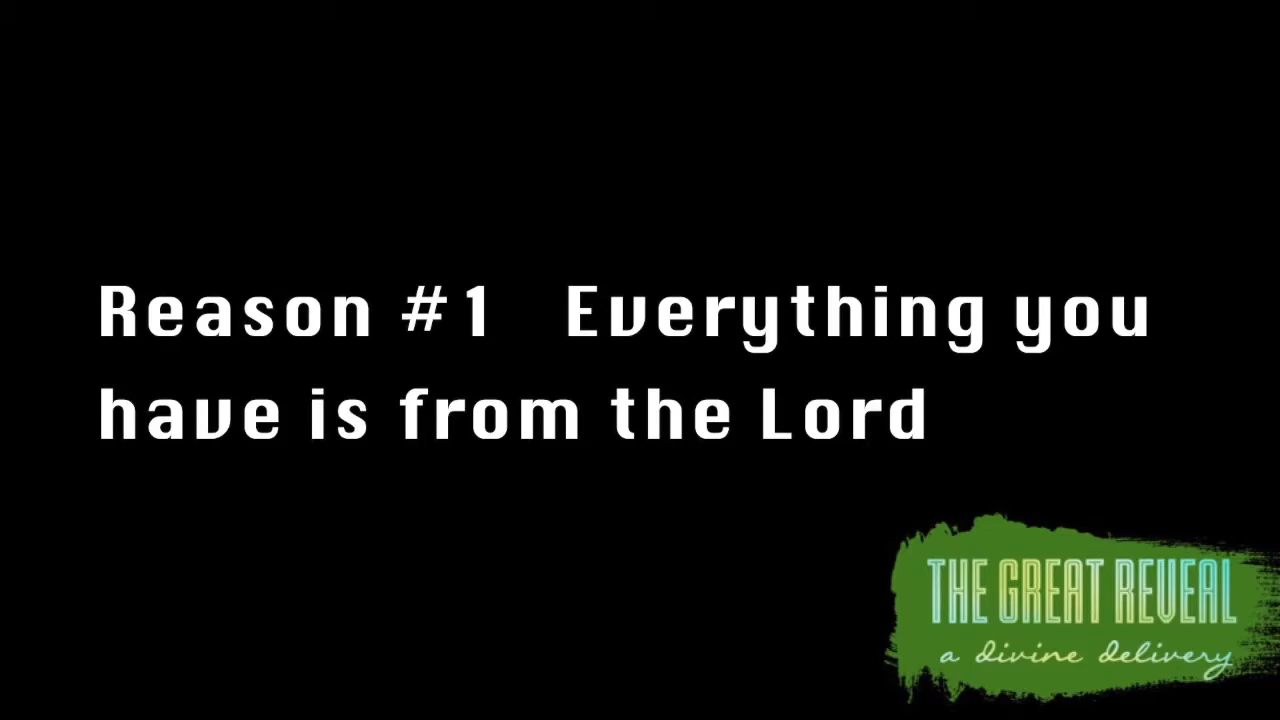 Reason #1   Everything you
have is from the Lord
THE GREAT REVEAL
a divine delivery